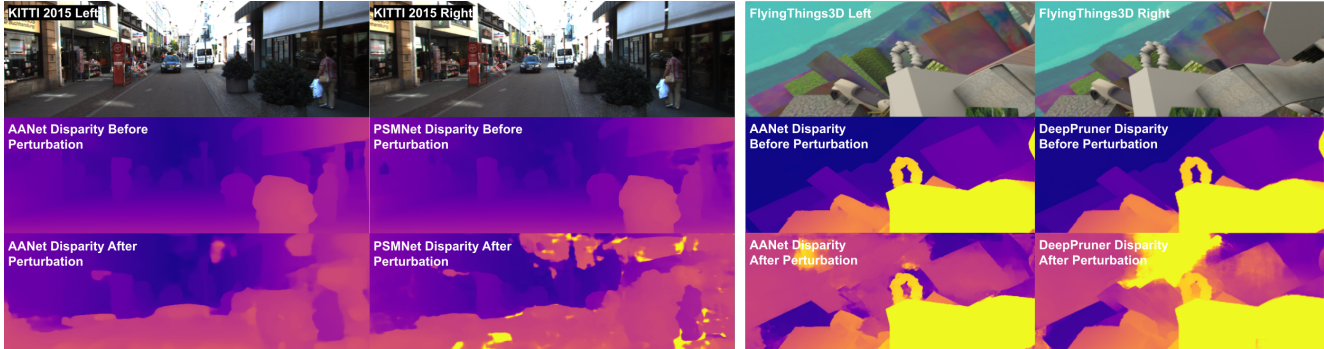 KITTI 2015 Left
KITTI 2015 Right
AANet Disparity Before
Perturbation
PSMNet Disparity Before
Perturbation
AANet Disparity After
Perturbation
PSMNet Disparity After
Perturbation
FlyingThings3D Left
FlyingThings3D Right
AANet Disparity
Before Perturbation
DeepPruner Disparity
Before Perturbation
AANet Disparity
After Perturbation
DeepPruner Disparity
After Perturbation